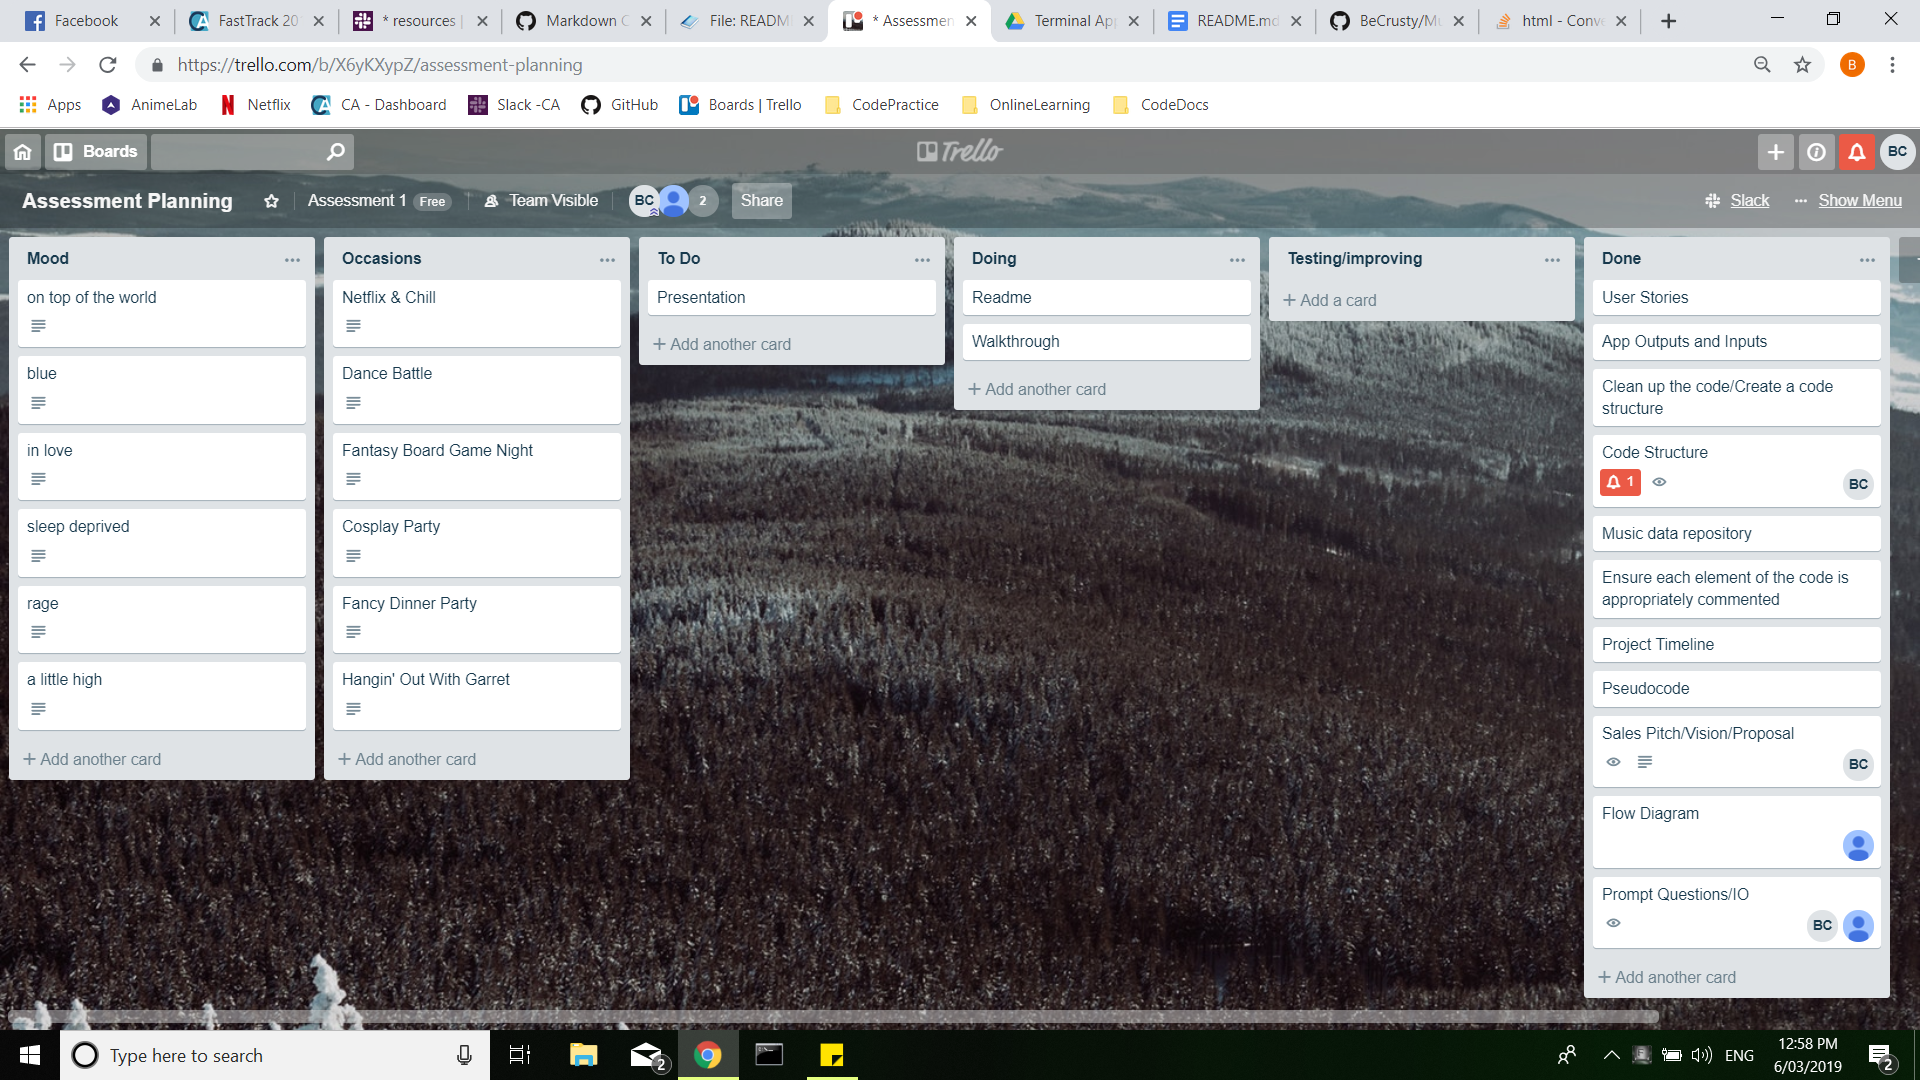 Facebook
FastTrack 20
* resources |
Markdown C
File: READM
* Assessmen
Terminal App
README.md
BeCrusty/Mu
html - Conve
https://trello.com/b/X6yKXypZ/assessment-planning
B
Apps
AnimeLab
Netflix
CA - Dashboard
Slack -CA
GitHub
Boards | Trello
CodePractice
OnlineLearning
CodeDocs
Boards
Trello
BC
Assessment Planning
Assessment 1 Free
Team Visible
BC
2
Share
Slack
Show Menu
Mood
on top of the world
blue
in love
sleep deprived
rage
a little high
+ Add another card
Occasions
Netflix & Chill
Dance Battle
Fantasy Board Game Night
Cosplay Party
Fancy Dinner Party
Hangin' Out With Garret
+ Add another card
To Do
Presentation
+ Add another card
Doing
Readme
Walkthrough
+ Add another card
Testing/improving
+ Add a card
Done
User Stories
App Outputs and Inputs
Clean up the code/Create a code
structure
Code Structure
1
BC
Music data repository
Ensure each element of the code is
appropriately commented
Project Timeline
Pseudocode
Sales Pitch/Vision/Proposal
BC
Flow Diagram
Prompt Questions/IO
BC
+ Add another card
Type here to search
2
ENG
12:58 PM
6/03/2019
2